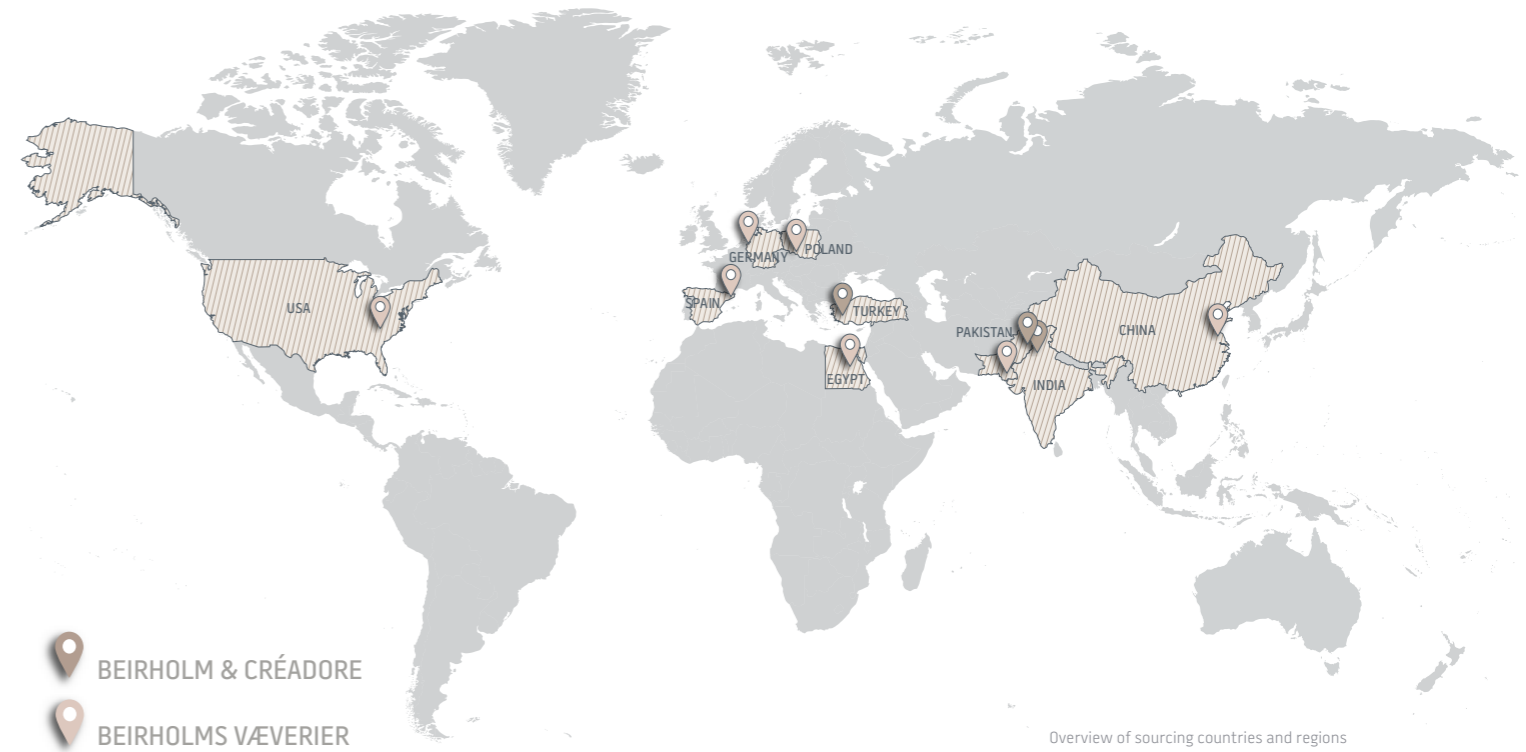 GERMANY
POLAND
SPAIN
USA
TURKEY
PAKISTAN
CHINA
EGYPT
INDIA
BEIRHOLM & CRÉADORE
BEIRHOLMS VÆVERIER
Overview of sourcing countries and regions